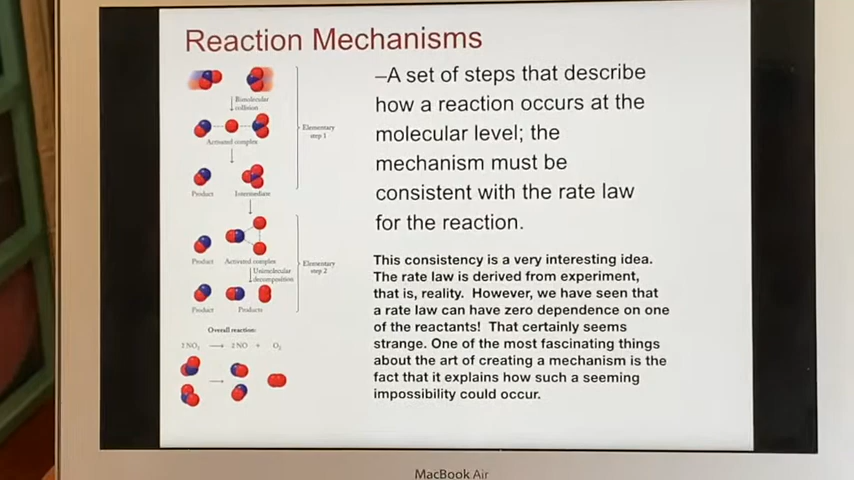 Reaction Mechanisms
–A set of steps that describe
how a reaction occurs at the
molecular level; the
mechanism must be
consistent with the rate law
for the reaction.
This consistency is a very interesting idea.
The rate law is derived from experiment,
that is, reality. However, we have seen that
a rate law can have zero dependence on one
of the reactants! That certainly seems
strange. One of the most fascinating things
about the art of creating a mechanism is the
fact that it explains how such a seeming
impossibility could occur.
Bimolecular
collision
Activated complex
Elementary
step 1
Product
Intermediate
Product
Activated complex
Unimolecular
decomposition
Elementary
step 2
Product
Products
Overall reaction:
2 NO₂ ⟶ 2 NO + O₂
MacBook Air